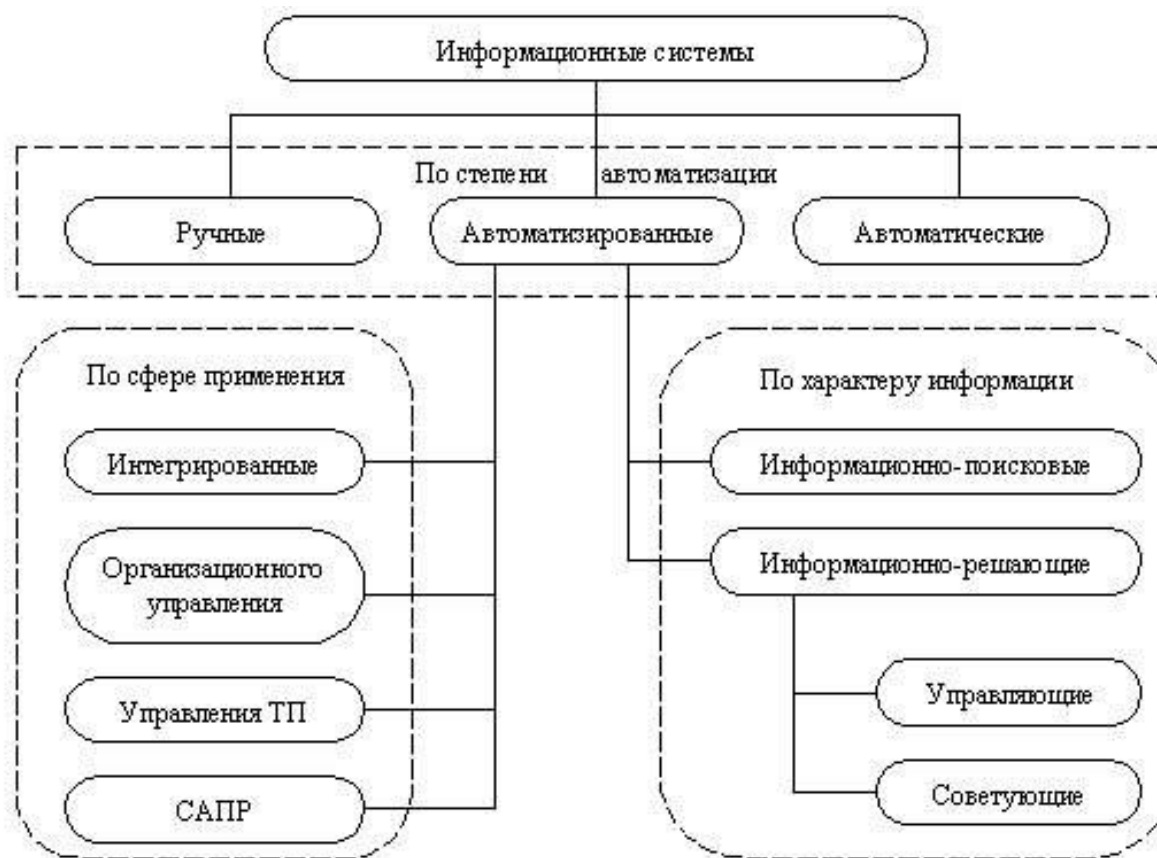 Информационные системы
По степени автоматизации
Ручные
Автоматизированные
Автоматические
По сфере применения
Интегрированные
Организационного
управления
Управления ТП
САПР
По характеру информации
Информационно-поисковые
Информационно-решающие
Управляющие
Советующие